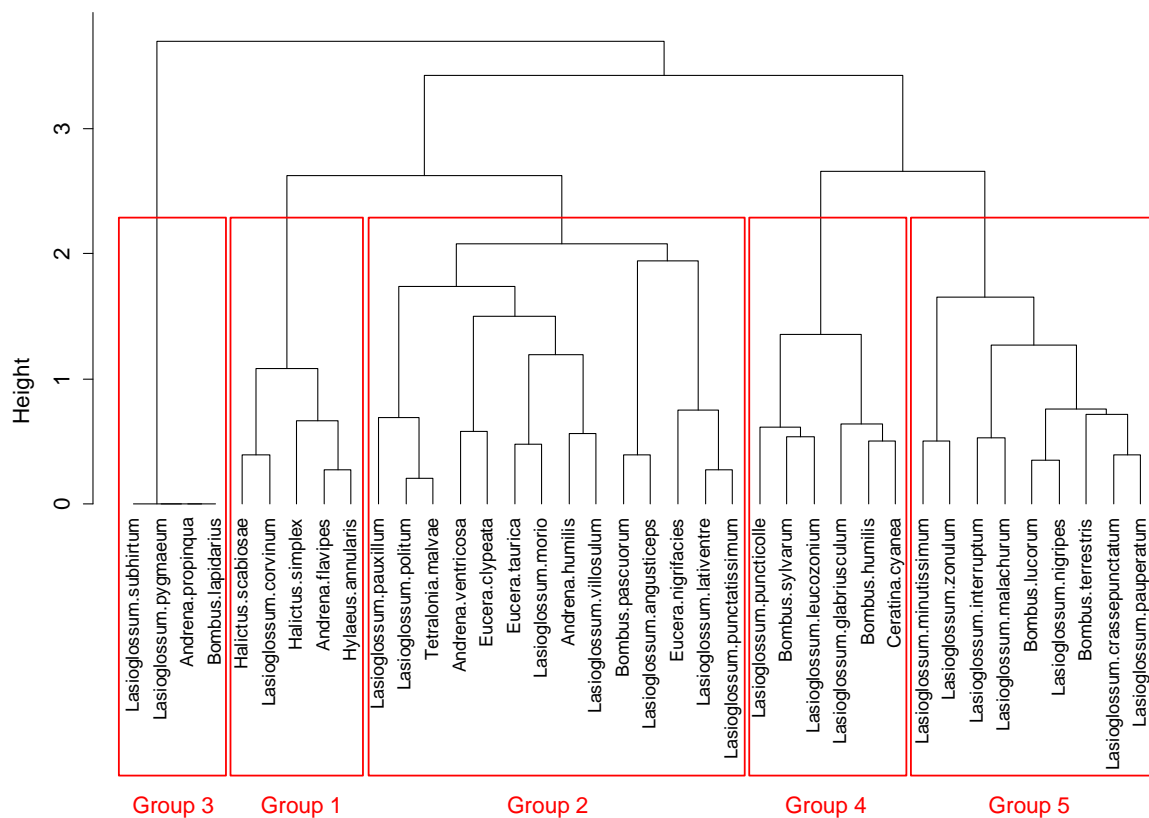 Height
3
2
1
0
Lasioglossum.subhirtum
Lasioglossum.pygmaeum
Andrena.propinqua
Bombus.lapidarius
Halictus.scabiosae
Lasioglossum.corvinum
Halictus.simplex
Andrena.flavipes
Hylaeus.annularis
Lasioglossum.pauxillum
Lasioglossum.politum
Tetralonia.malvae
Andrena.ventricosa
Eucera.clypeata
Eucera.taurica
Lasioglossum.morio
Andrena.humilis
Lasioglossum.villosulum
Bombus.pascuorum
Lasioglossum.angusticeps
Eucera.nigrifacies
Lasioglossum.lativentre
Lasioglossum.punctatissimum
Lasioglossum.puncticolle
Bombus.sylvarum
Lasioglossum.leucozonium
Lasioglossum.glabriusculum
Bombus.humilis
Ceratina.cyanea
Lasioglossum.minutissimum
Lasioglossum.zonulum
Lasioglossum.interruptum
Lasioglossum.malachurum
Bombus.lucorum
Lasioglossum.nigripes
Bombus.terrestris
Lasioglossum.crassepunctatum
Lasioglossum.pauperatum
Group 3
Group 1
Group 2
Group 4
Group 5